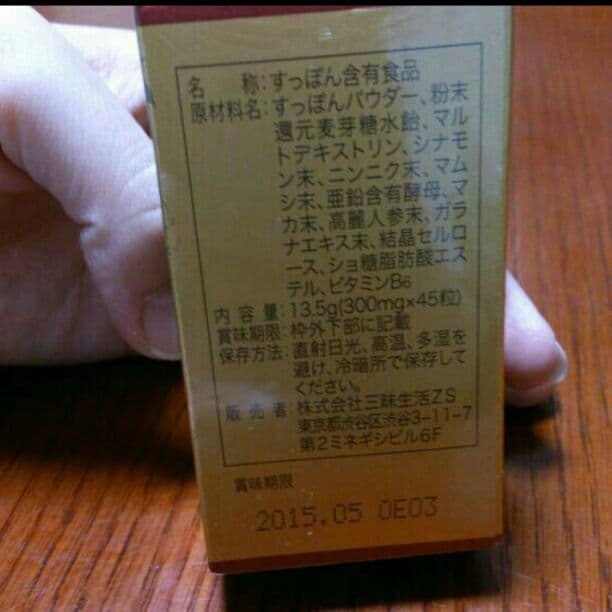 名　　称：すっぽん含有食品
原材料名：すっぽんパウダー、粉末
還元麦芽糖水飴、マル
トデキストリン、シナモ
ン末、ニンニク末、マム
シ末、亜鉛含有酵母、マ
カ末、高麗人参末、ガラ
ナエキス末、結晶セルロ
ース、ショ糖脂肪酸エス
テル、ビタミンB6
内 容 量：13.5g(300mg×45粒)
賞味期限：枠外下部に記載
保存方法：直射日光、高温、多湿を
避け、冷暗所で保存して
ください。
販 売 者：株式会社三昧生活ZS
東京都渋谷区渋谷3-11-7
第2ミネギシビル6F
賞味期限
2015.05 0E03